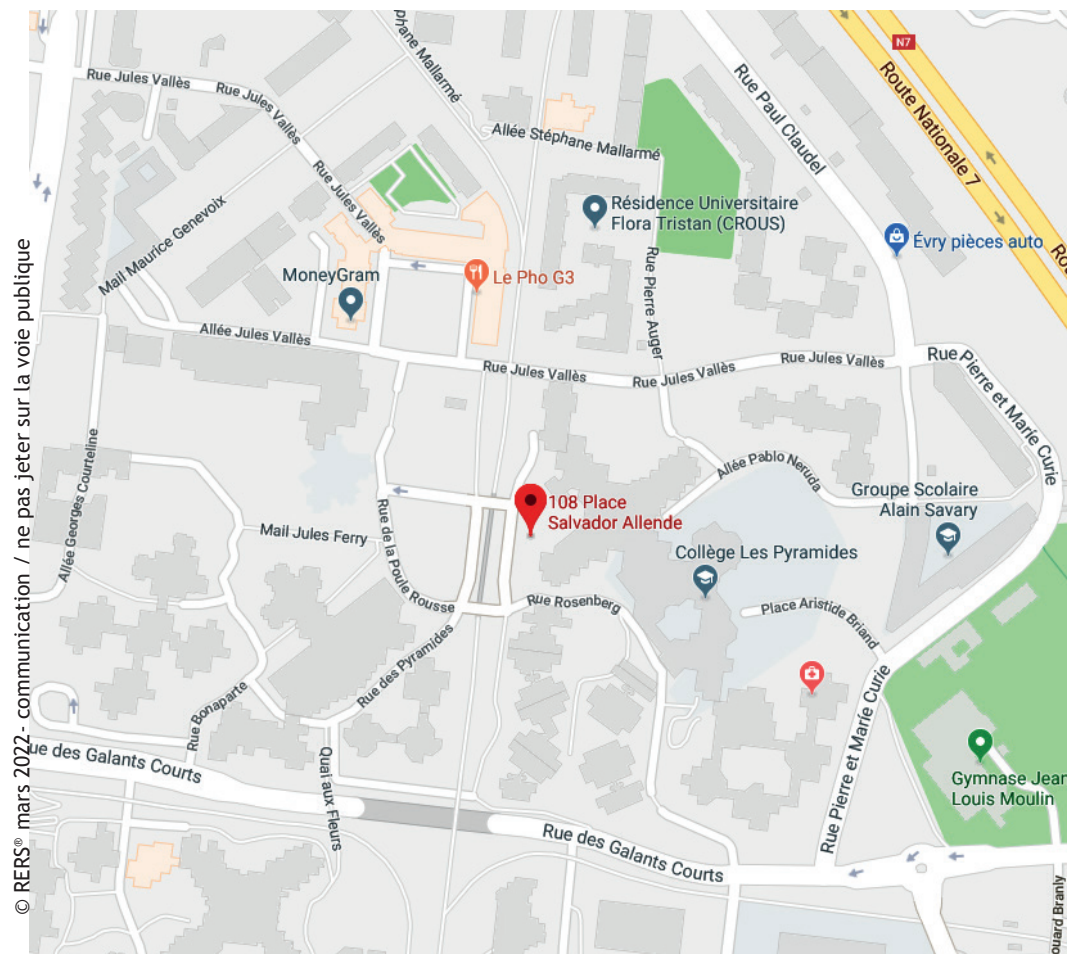 © RERS® mars 2022 - communication / ne pas jeter sur la voie publique
phane Mallarmé
N7
Route Nationale 7
Rue Paul Claudel
Rue Jules Vallès
Rue Jules Vallès
Allée Stéphane Mallarmé
Rue Jules Vallès
Résidence Universitaire
Flora Tristan (CROUS)
Évry pièces auto
Rou
Mail Maurice Genevoix
MoneyGram
Le Pho G3
Rue Pierre Auger
Allée Jules Vallès
Rue Jules Vallès
Rue Jules Vallès
Rue Jules Vallès
Rue Pierre et Marie Curie
Allée Pablo Neruda
Allée Georges Courteline
108 Place
Salvador Allende
Groupe Scolaire
Alain Savary
Mail Jules Ferry
Rue de la Poule Rousse
Collège Les Pyramides
Rue Rosenberg
Place Aristide Briand
Rue des Pyramides
Rue Bonaparte
Rue Pierre et Marie Curie
ue des Galants Courts
Quai aux Fleurs
Gymnase Jean
Louis Moulin
Rue des Galants Courts
ouard Branly